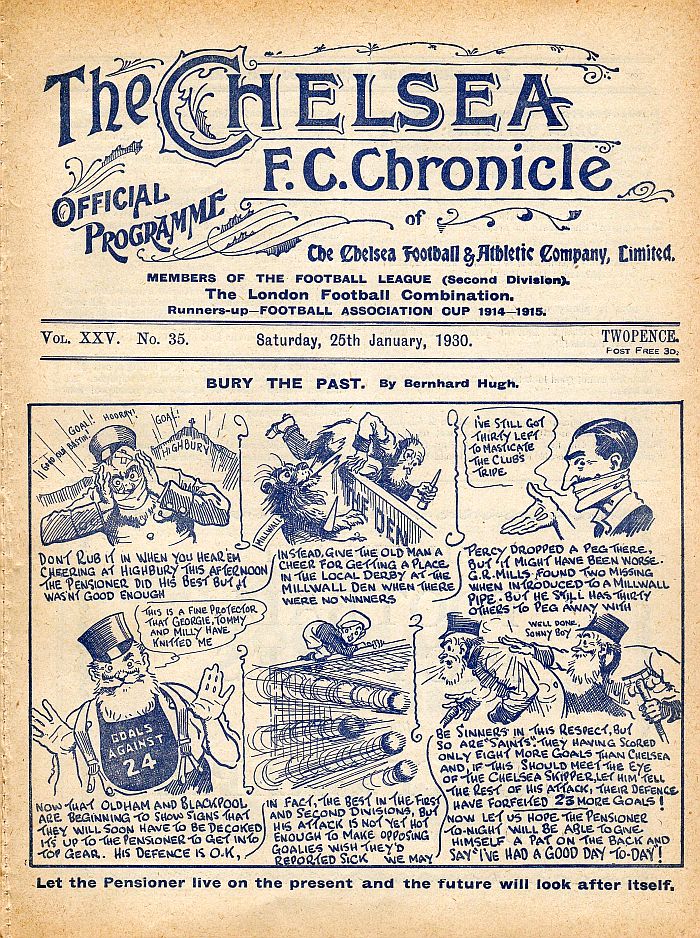 The Chelsea
F.C. Chronicle
OFFICIAL
PROGRAMME
of
The Chelsea Football & Athletic Company, Limited.
MEMBERS OF THE FOOTBALL LEAGUE (Second Division).
The London Football Combination.
Runners-up—FOOTBALL ASSOCIATION CUP 1914—1915.
VOL. XXV. No. 35.
Saturday, 25th January, 1930.
TWOPENCE.
POST FREE 3D.
BURY THE PAST. By Bernhard Hugh.
GOAL!
HOORAY!
GOAL!
GOOD OLD BASTIN!
HIGHBURY
DON'T RUB IT IN WHEN YOU HEAR EM
CHEERING AT HIGHBURY THIS AFTERNOON
THE PENSIONER DID HIS BEST BUT IT
WASN'T GOOD ENOUGH
MILLWALL
THE DEN
INSTEAD, GIVE THE OLD MAN A
CHEER FOR GETTING A PLACE
IN THE LOCAL DERBY AT THE
MILLWALL DEN WHEN THERE
WERE NO WINNERS
I'VE STILL GOT
THIRTY LEFT
TO MASTICATE
THE CLUBS
TRIPE.
PERCY DROPPED A PEG THERE,
BUT IT MIGHT HAVE BEEN WORSE.
G.R. MILLS FOUND TWO MISSING
WHEN INTRODUCED TO A MILLWALL
PIPE. BUT HE STILL HAS THIRTY
OTHERS TO PEG AWAY WITH
THIS IS A FINE PROTECTOR
THAT GEORGIE, TOMMY
AND MILLY HAVE
KNITTED ME
GOALS
AGAINST
24
NOW THAT OLDHAM AND BLACKPOOL
ARE BEGINNING TO SHOW SIGNS THAT
THEY WILL SOON HAVE TO BE DECOKED
IT'S UP TO THE PENSIONER TO GET INTO
TOP GEAR. HIS DEFENCE IS O.K,
IN FACT, THE BEST IN THE FIRST
AND SECOND DIVISIONS, BUT
HIS ATTACK IS NOT YET HOT
ENOUGH TO MAKE OPPOSING
GOALIES WISH THEY'D
REPORTED SICK WE MAY
WELL DONE,
SONNY BOY
BE SINNERS IN THIS RESPECT, BUT
SO ARE "SAINTS", THEY HAVING SCORED
ONLY EIGHT MORE GOALS THAN CHELSEA
AND, IF THIS SHOULD MEET THE EYE
OF THE CHELSEA SKIPPER, LET HIM TELL
THE REST OF HIS ATTACK, THEIR DEFENCE
HAVE FORFEITED 23 MORE GOALS!
NOW LET US HOPE THE PENSIONER
TO-NIGHT WILL BE ABLE TO GIVE
HIMSELF A PAT ON THE BACK AND
SAY "I'VE HAD A GOOD DAY TO-DAY!
Let the Pensioner live on the present and the future will look after itself.